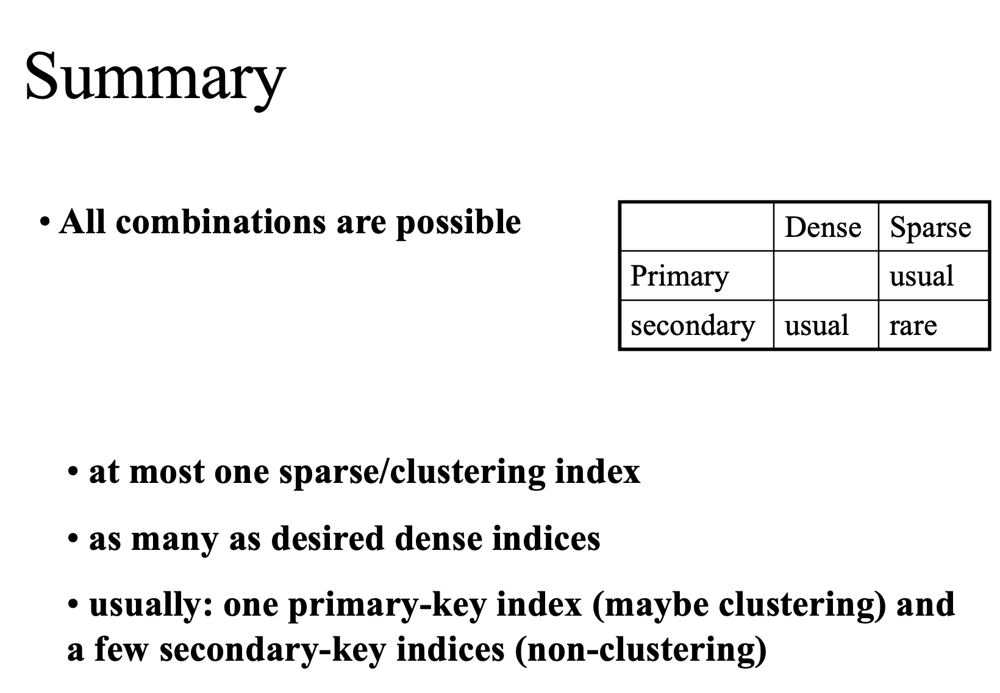 Summary
• All combinations are possible
Dense Sparse
Primary usual
secondary usual rare
• at most one sparse/clustering index
• as many as desired dense indices
• usually: one primary-key index (maybe clustering) and
a few secondary-key indices (non-clustering)